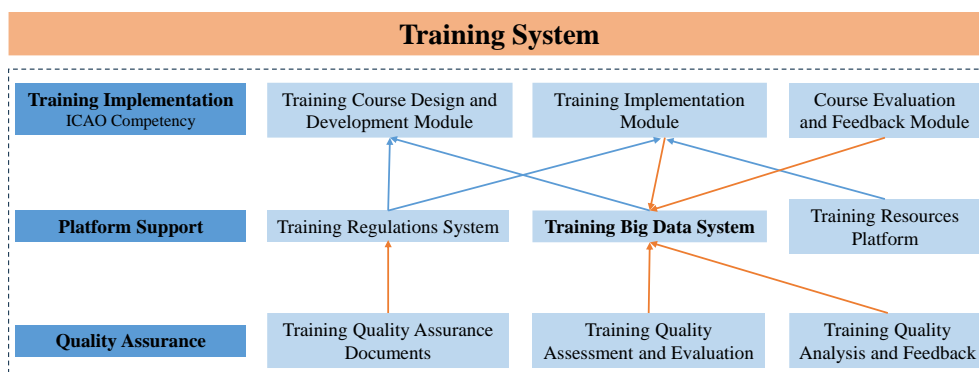 Training System
Training Implementation
ICAO Competency
Training Course Design and
Development Module
Training Implementation
Module
Course Evaluation
and Feedback Module
Platform Support
Training Regulations System
Training Big Data System
Training Resources
Platform
Quality Assurance
Training Quality Assurance
Documents
Training Quality
Assessment and Evaluation
Training Quality
Analysis and Feedback